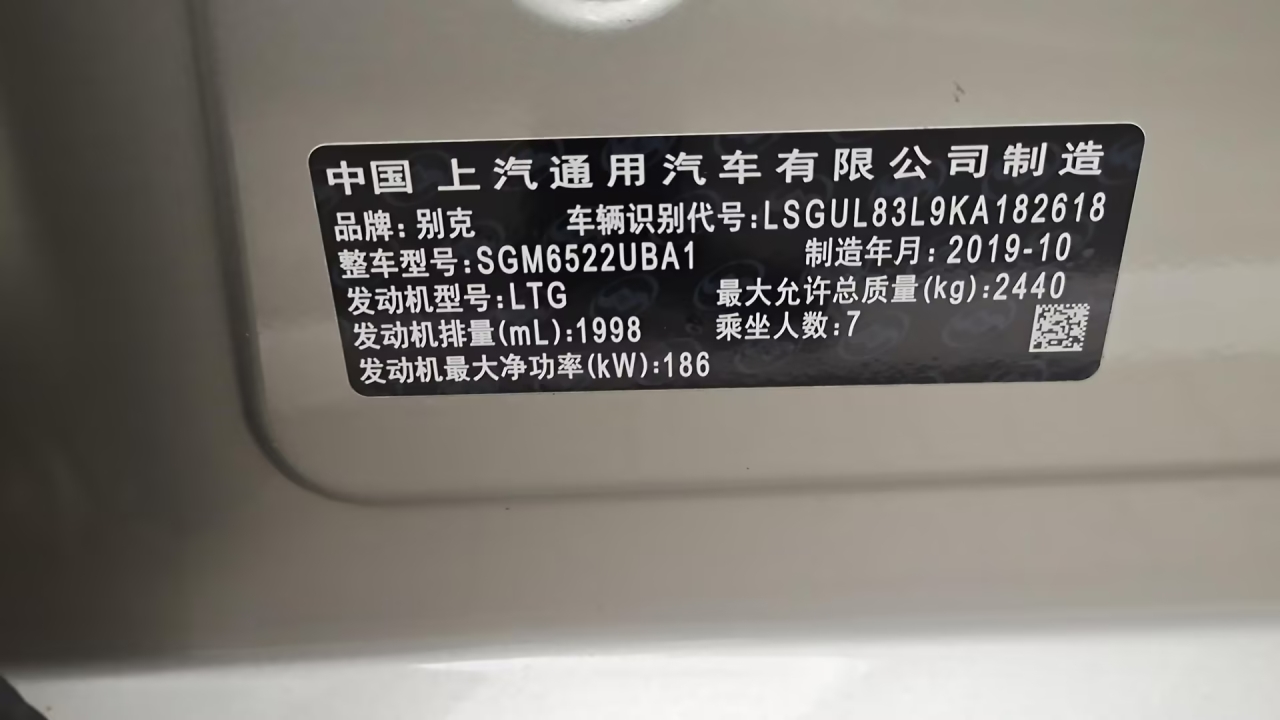 中国 上汽通用汽车有限公司制造
品牌: 别克 车辆识别代号:LSGUL83L9KA182618
整车型号:SGM6522UBA1 制造年月: 2019-10
发动机型号:LTG 最大允许总质量(kg):2440
发动机排量(mL):1998 乘坐人数:7
发动机最大净功率(kW):186